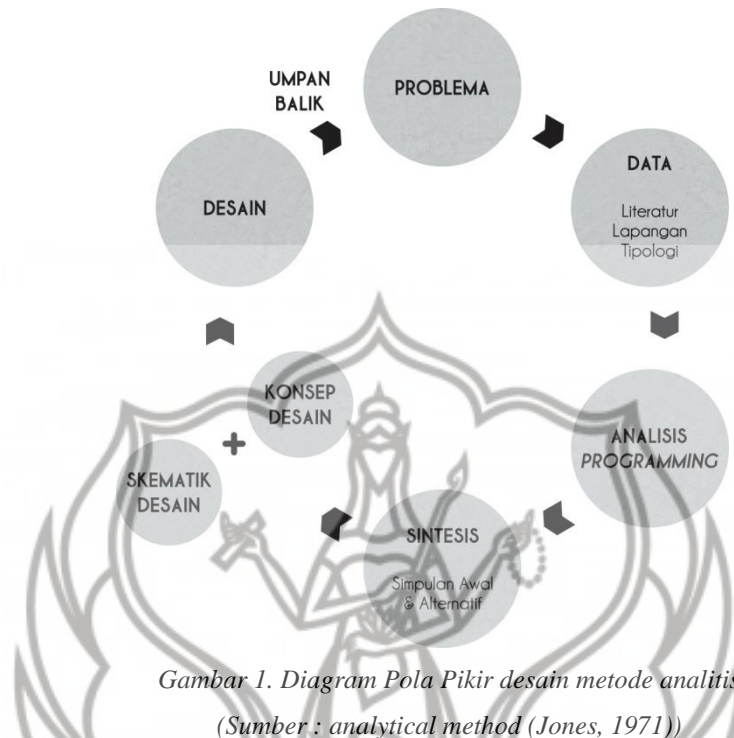 UMPAN
BALIK
PROBLEMA
DATA
Literatur
Lapangan
Tipologi
ANALISIS
PROGRAMMING
SINTESIS
Simpulan Awal
& Alternatif
KONSEP
DESAIN
+
SKEMATIK
DESAIN
DESAIN
Gambar 1. Diagram Pola Pikir desain metode analitis
(Sumber : analytical method (Jones, 1971))